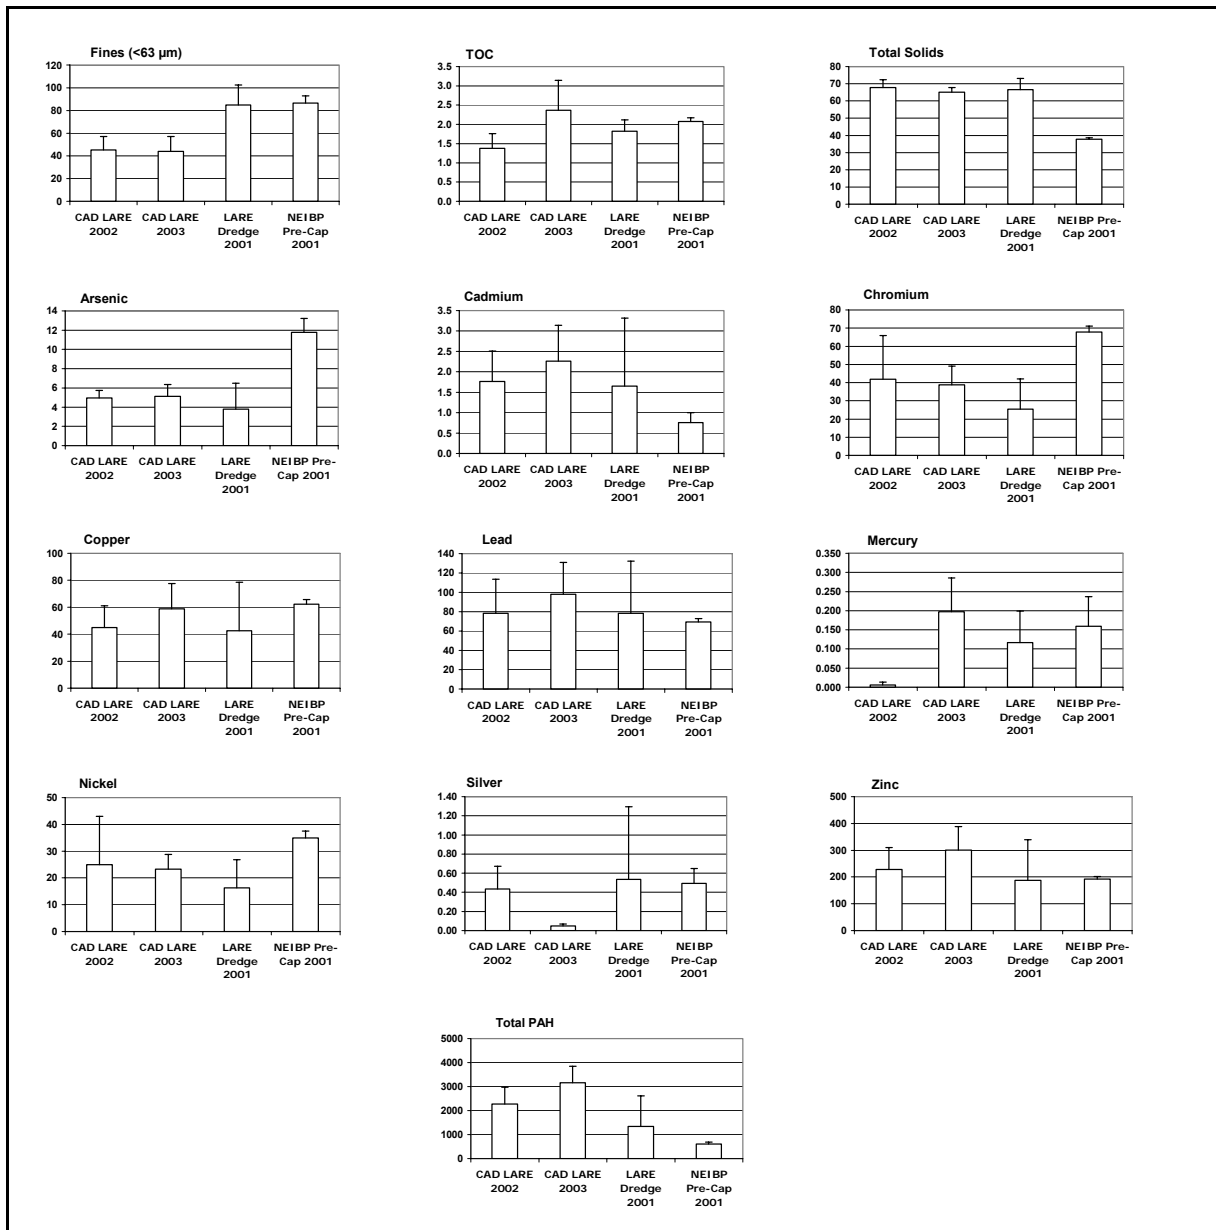 Fines (<63 µm)
120
100
80
60
40
20
0
CAD LARE
2002
CAD LARE
2003
LARE
Dredge
2001
NEIBP
Pre-Cap
2001
TOC
3.5
3.0
2.5
2.0
1.5
1.0
0.5
0.0
CAD LARE
2002
CAD LARE
2003
LARE
Dredge
2001
NEIBP
Pre-Cap
2001
Total Solids
80
70
60
50
40
30
20
10
0
CAD LARE
2002
CAD LARE
2003
LARE
Dredge
2001
NEIBP Pre-
Cap 2001
Arsenic
14
12
10
8
6
4
2
0
CAD LARE
2002
CAD LARE
2003
LARE
Dredge
2001
NEIBP Pre-
Cap 2001
Cadmium
3.5
3.0
2.5
2.0
1.5
1.0
0.5
0.0
CAD LARE
2002
CAD LARE
2003
LARE
Dredge
2001
NEIBP
Pre-Cap
2001
Chromium
80
70
60
50
40
30
20
10
0
CAD LARE
2002
CAD LARE
2003
LARE
Dredge
2001
NEIBP Pre-
Cap 2001
Copper
100
80
60
40
20
0
CAD LARE
2002
CAD LARE
2003
LARE
Dredge
2001
NEIBP
Pre-Cap
2001
Lead
140
120
100
80
60
40
20
0
CAD LARE
2002
CAD LARE
2003
LARE
Dredge
2001
NEIBP
Pre-Cap
2001
Mercury
0.350
0.300
0.250
0.200
0.150
0.100
0.050
0.000
CAD LARE
2002
CAD LARE
2003
LARE
Dredge
2001
NEIBP Pre-
Cap 2001
Nickel
50
40
30
20
10
0
CAD LARE
2002
CAD LARE
2003
LARE
Dredge
2001
NEIBP Pre-
Cap 2001
Silver
1.40
1.20
1.00
0.80
0.60
0.40
0.20
0.00
CAD LARE
2002
CAD LARE
2003
LARE
Dredge
2001
NEIBP
Pre-Cap
2001
Zinc
500
400
300
200
100
0
CAD LARE
2002
CAD LARE
2003
LARE
Dredge
2001
NEIBP Pre-
Cap 2001
Total PAH
5000
4000
3000
2000
1000
0
CAD LARE
2002
CAD LARE
2003
LARE
Dredge
2001
NEIBP
Pre-Cap
2001